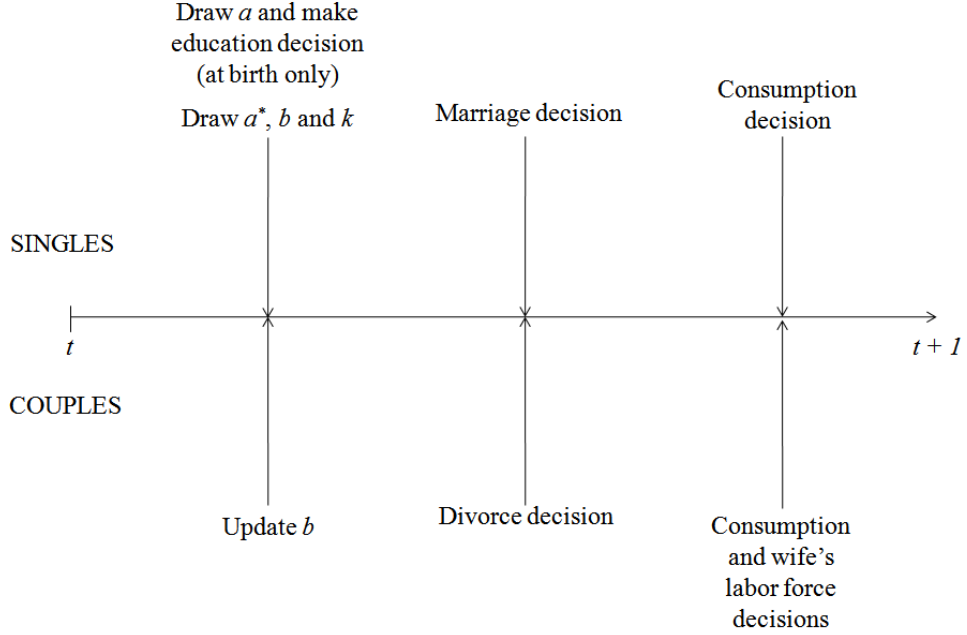 Draw a and make
education decision
(at birth only)
Draw a*, b and k
Marriage decision
Consumption
decision
SINGLES
t
t + 1
COUPLES
Update b
Divorce decision
Consumption
and wife's
labor force
decisions